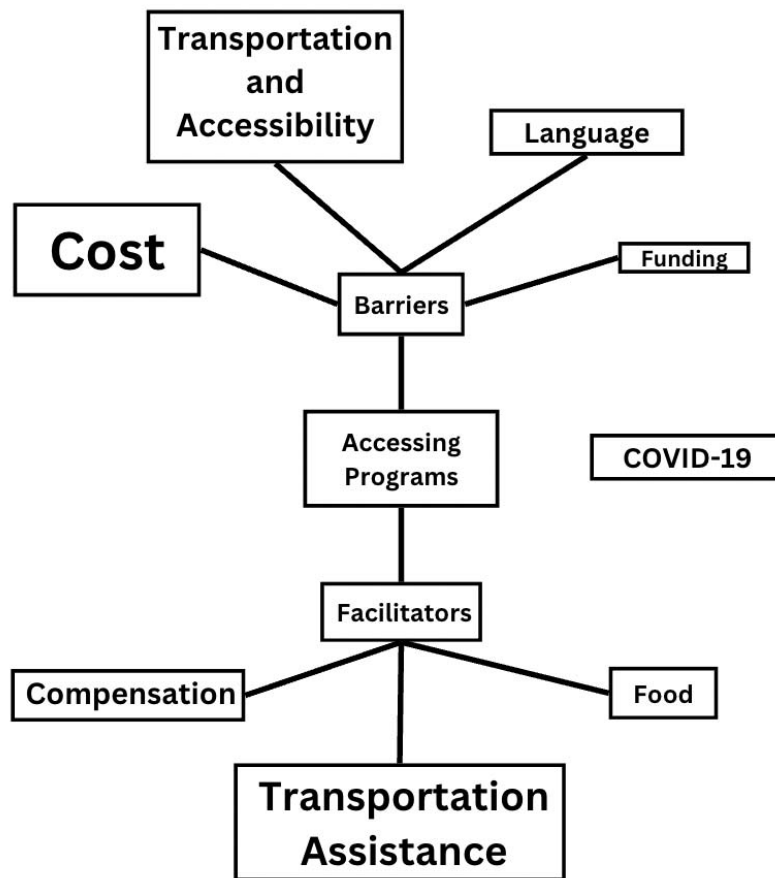 Transportation
and
Accessibility
Language
Cost
Funding
Barriers
Accessing
Programs
COVID-19
Facilitators
Compensation
Food
Transportation
Assistance